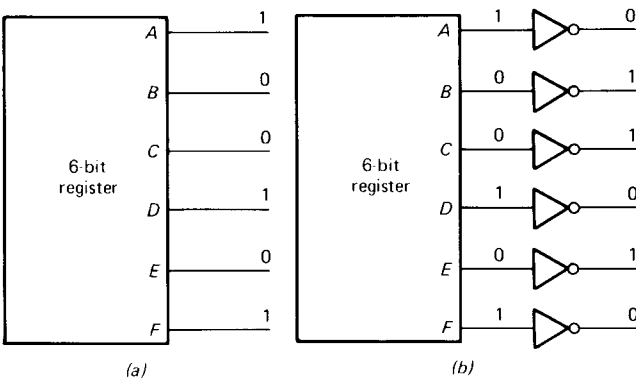 A 1
B 0
C 0
6-bit
register
D 1
E 0
F 1
(a)
A 1 0
B 0 1
C 0 1
6-bit
register
D 1 0
E 0 1
F 1 0
(b)